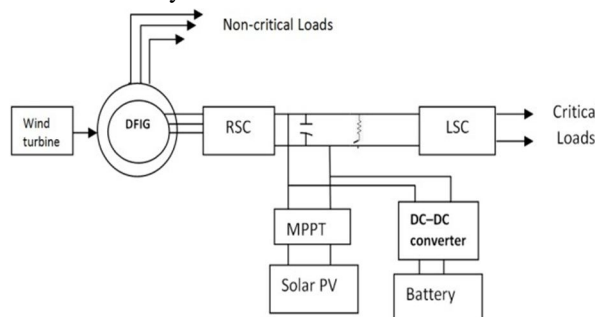 Non-critical Loads
Wind
turbine
DFIG
RSC
LSC
Critica
Loads
MPPT
DC–DC
converter
Solar PV
Battery